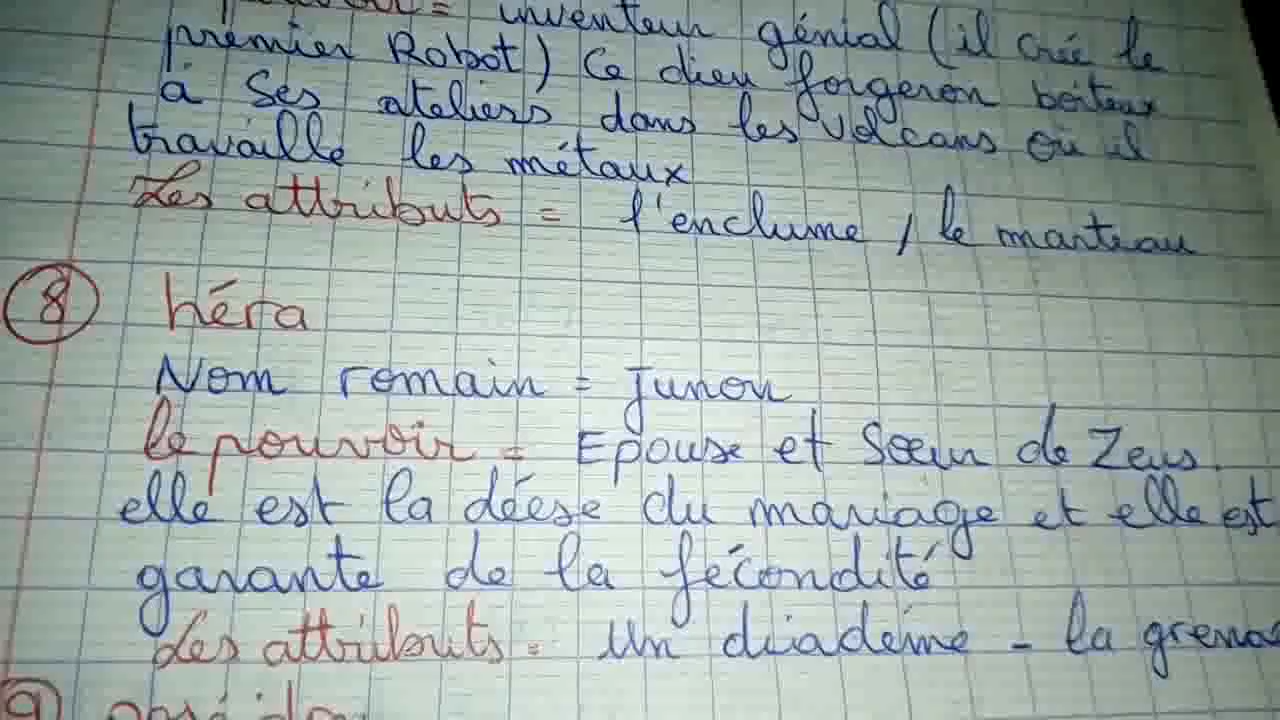 = inventeur génial (il crée le
premier Robot) Ce dieu forgeron boiteux
à ses ateliers dans les volcans où il
travaille les métaux
Les attributs = l'enclume / le marteau
8 héra
Nom romain = Junon
le pouvoir = Epouse et Sœur de Zeus.
elle est la déese du mariage et elle est
garante de la fécondité
Les attributs = un diadème - la grena
9